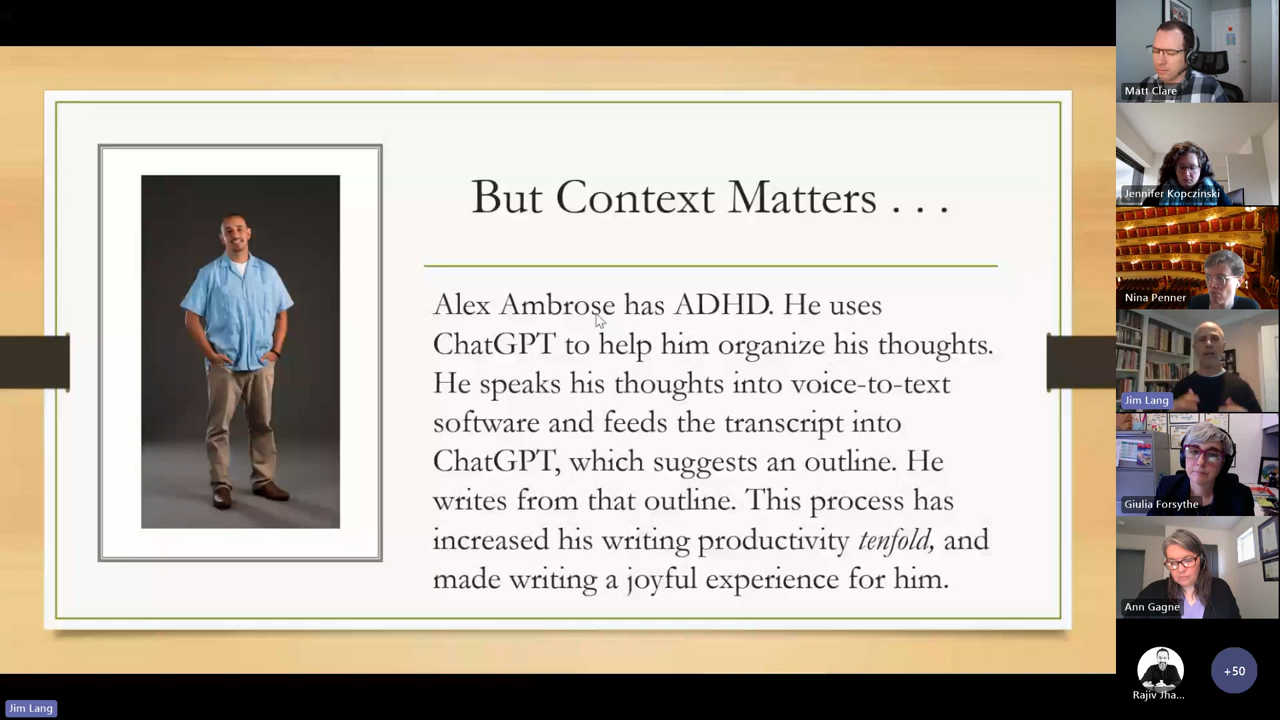 But Context Matters . . .
Alex Ambrose has ADHD. He uses
ChatGPT to help him organize his thoughts.
He speaks his thoughts into voice-to-text
software and feeds the transcript into
ChatGPT, which suggests an outline. He
writes from that outline. This process has
increased his writing productivity tenfold, and
made writing a joyful experience for him.
Matt Clare
Jennifer Kopczinski
Nina Penner
Jim Lang
Giulia Forsythe
Ann Gagne
Rajiv Jha...
+50
Jim Lang